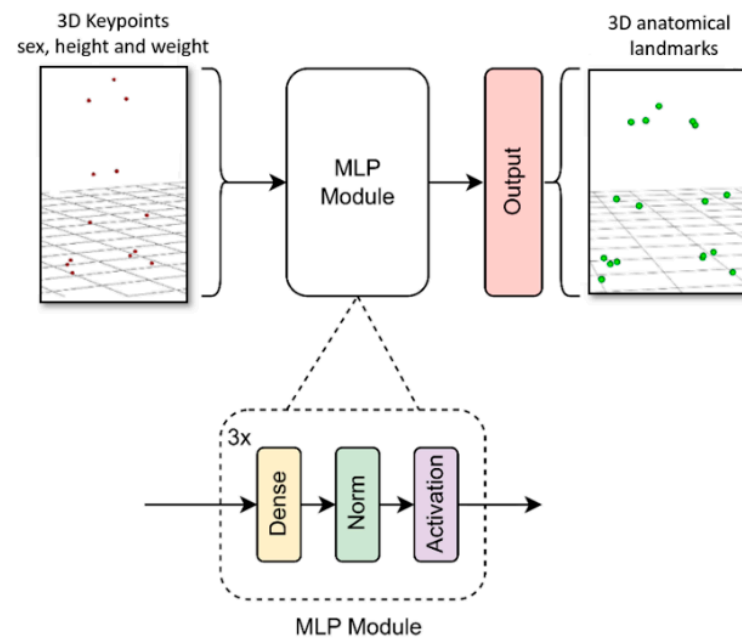 3D Keypoints
sex, height and weight
3D anatomical
landmarks
MLP
Module
Output
3x
Dense
Norm
Activation
MLP Module